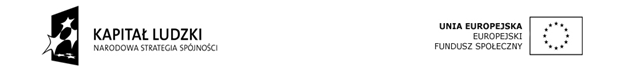 KAPITAŁ LUDZKI
NARODOWA STRATEGIA SPÓJNOŚCI
UNIA EUROPEJSKA
EUROPEJSKI
FUNDUSZ SPOŁECZNY